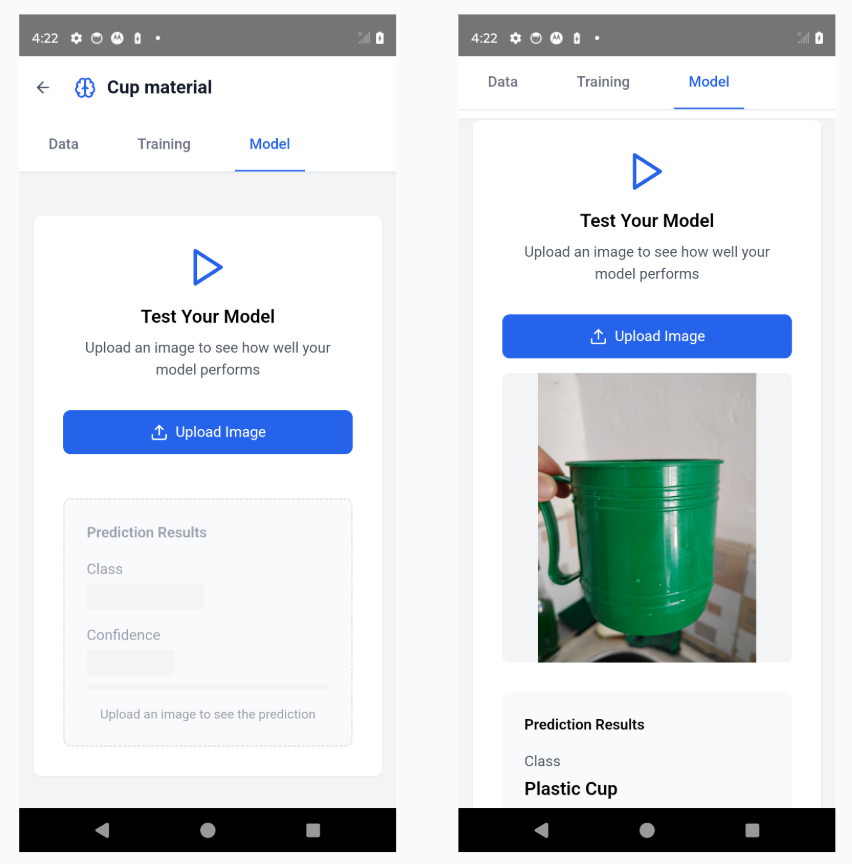 4:22
Cup material
Data Training Model
Test Your Model
Upload an image to see how well your
model performs
Upload Image
Prediction Results
Class
Confidence
Upload an image to see the prediction
4:22
Data Training Model
Test Your Model
Upload an image to see how well your
model performs
Upload Image
Prediction Results
Class
Plastic Cup